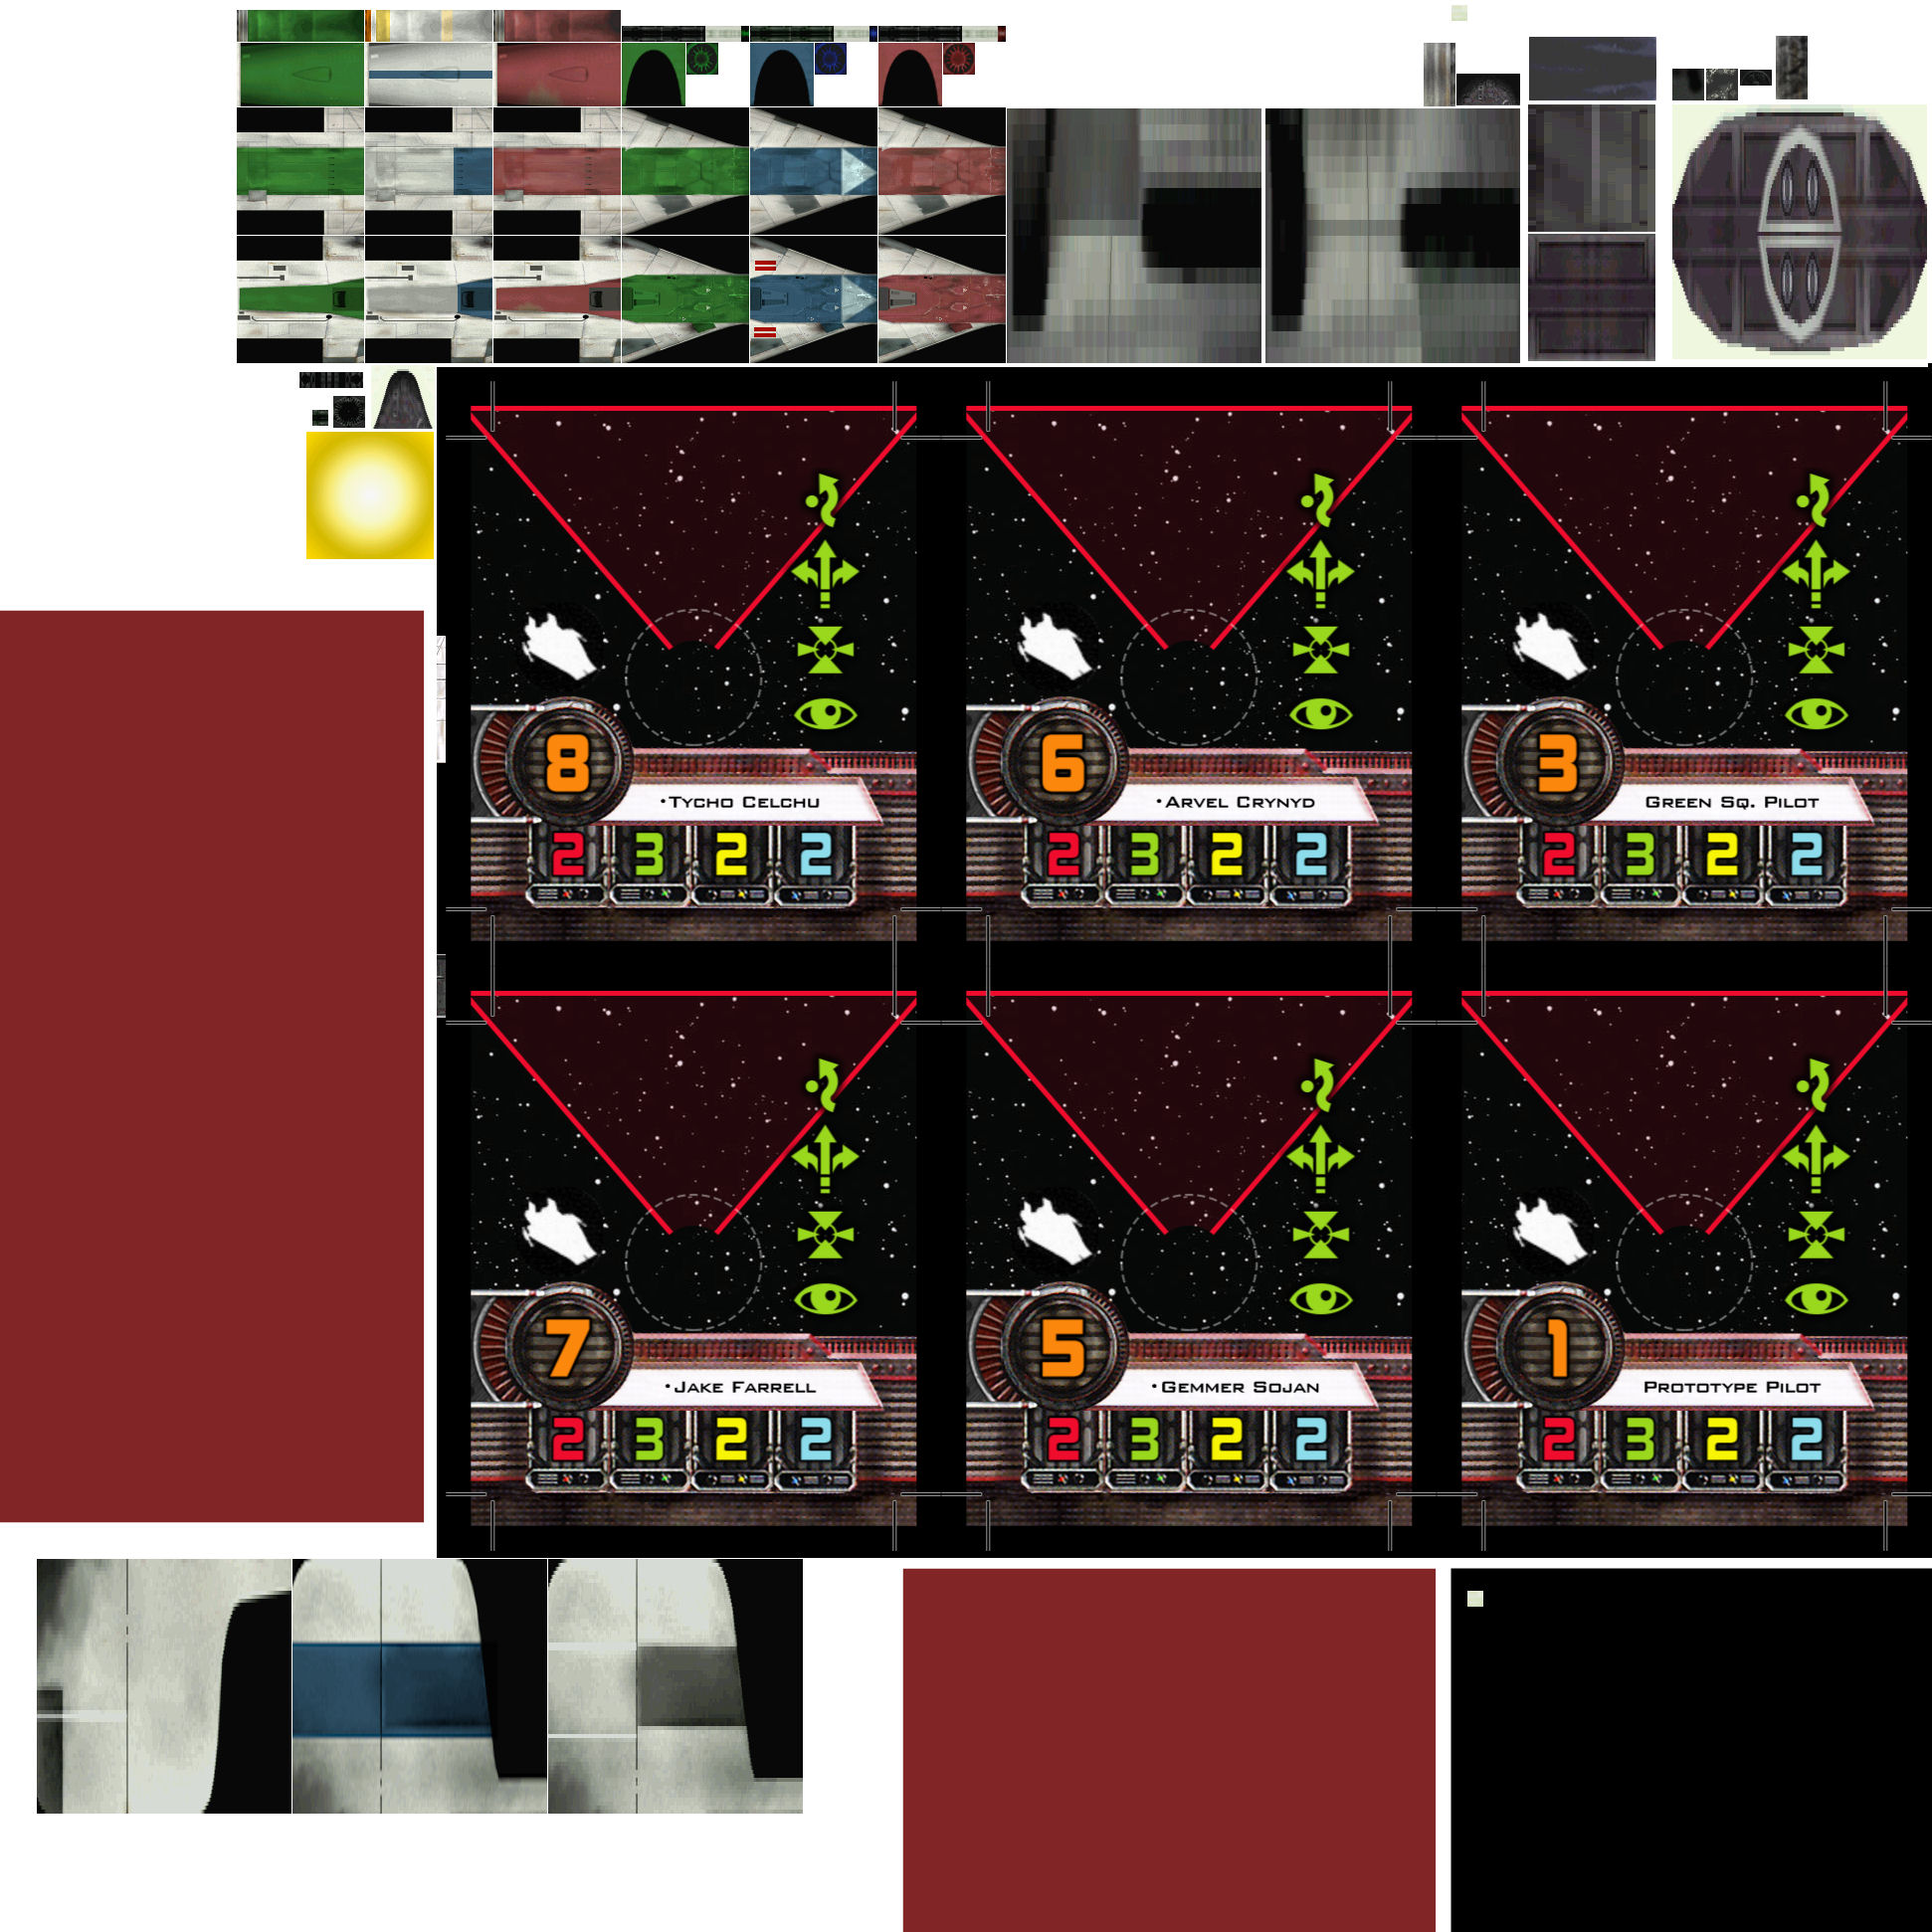 8
6
3
•Tycho Celchu
•Arvel Crynyd
Green Sq. Pilot
2 3 2 2
2 3 2 2
2 3 2 2
7
5
1
•Jake Farrell
•Gemmer Sojan
Prototype Pilot
2 3 2 2
2 3 2 2
2 3 2 2